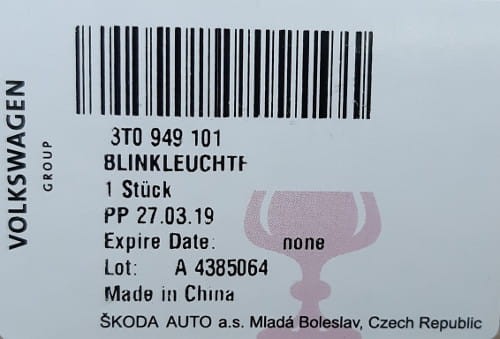 VOLKSWAGEN
GROUP
3T0 949 101
BLINKLEUCHTE
1 Stück
PP 27.03.19
Expire Date: none
Lot: A 4385064
Made in China
ŠKODA AUTO a.s. Mladá Boleslav, Czech Republic